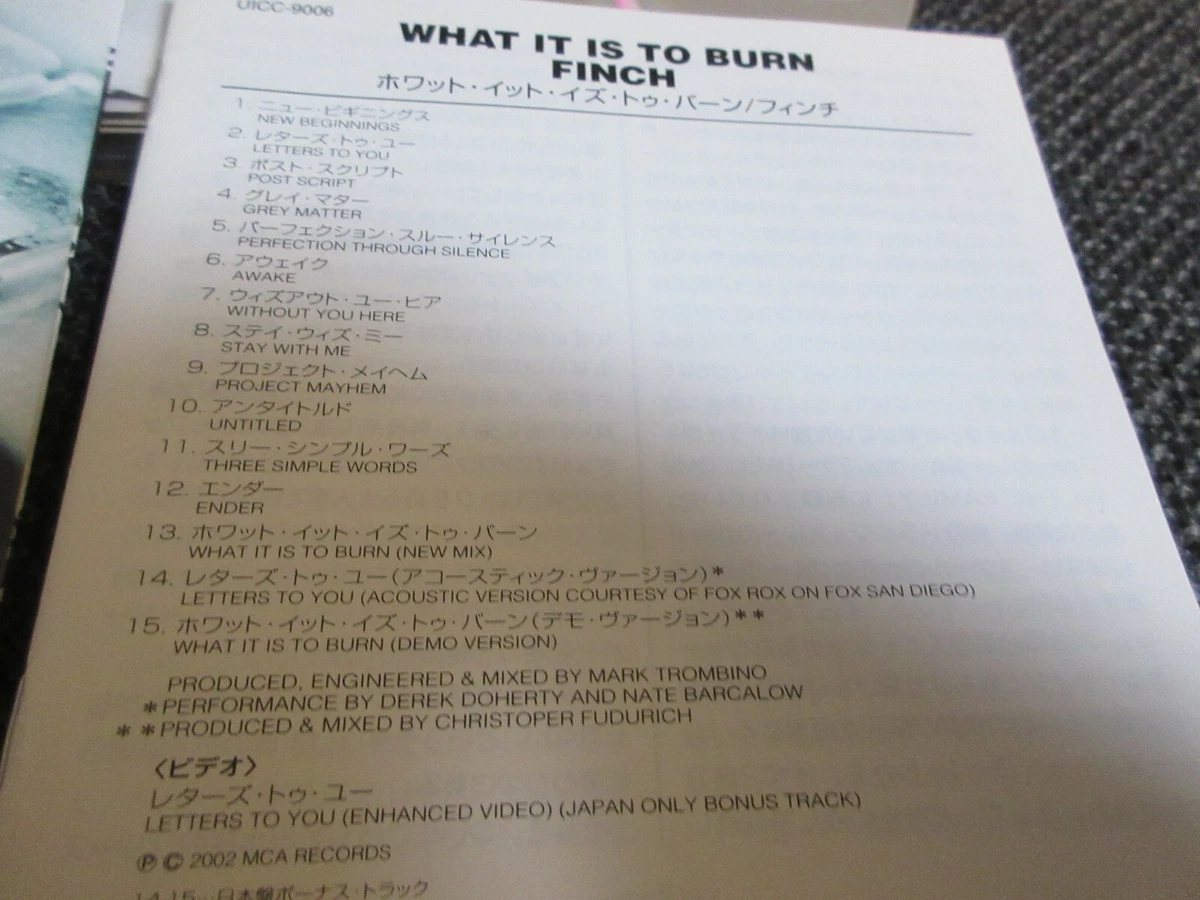 UICC-9006
WHAT IT IS TO BURN
FINCH
ホワット・イット・イズ・トゥ・バーン/フィンチ
1. ニュー・ビギニングス
NEW BEGINNINGS
2. レターズ・トゥ・ユー
LETTERS TO YOU
3. ポスト・スクリプト
POST SCRIPT
4. グレイ・マター
GREY MATTER
5. パーフェクション・スルー・サイレンス
PERFECTION THROUGH SILENCE
6. アウェイク
AWAKE
7. ウィズアウト・ユー・ヒア
WITHOUT YOU HERE
8. ステイ・ウィズ・ミー
STAY WITH ME
9. プロジェクト・メイヘム
PROJECT MAYHEM
10. アンタイトルド
UNTITLED
11. スリー・シンプル・ワーズ
THREE SIMPLE WORDS
12. エンダー
ENDER
13. ホワット・イット・イズ・トゥ・バーン
WHAT IT IS TO BURN (NEW MIX)
14. レターズ・トゥ・ユー(アコースティック・ヴァージョン)*
LETTERS TO YOU (ACOUSTIC VERSION COURTESY OF FOX ROX ON FOX SAN DIEGO)
15. ホワット・イット・イズ・トゥ・バーン(デモ・ヴァージョン)**
WHAT IT IS TO BURN (DEMO VERSION)
PRODUCED, ENGINEERED & MIXED BY MARK TROMBINO
*PERFORMANCE BY DEREK DOHERTY AND NATE BARCALOW
**PRODUCED & MIXED BY CHRISTOPER FUDURICH
〈ビデオ〉
レターズ・トゥ・ユー
LETTERS TO YOU (ENHANCED VIDEO) (JAPAN ONLY BONUS TRACK)
Ⓟ © 2002 MCA RECORDS
14,15…日本盤ボーナス・トラック